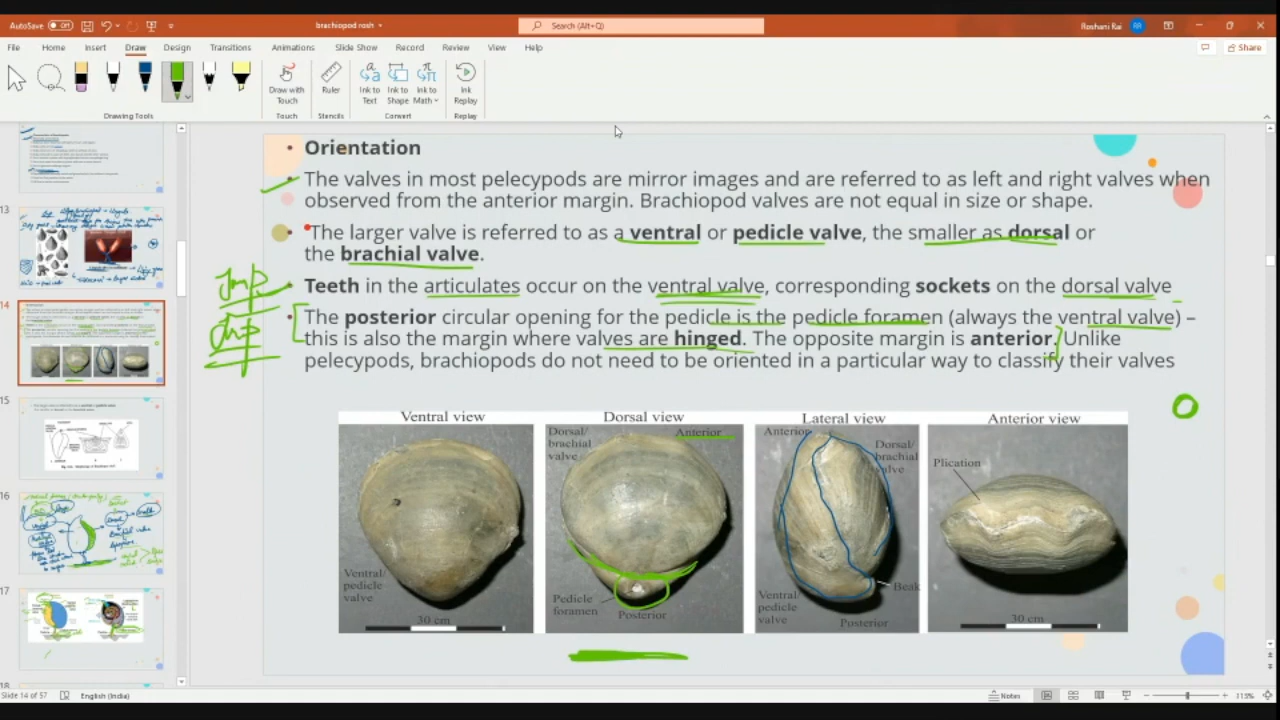 AutoSave Off
brachiopod rosh
Search (Alt+Q)
Roshani Rai
RR
File Home Insert Draw Design Transitions Animations Slide Show Record Review View Help
Share
Draw with Touch
Ruler
Ink to Text
Ink to Shape
Ink to Math
Ink Replay
Drawing Tools
Touch
Stencils
Convert
Replay
13
14
15
16
17
18
• Orientation
• The valves in most pelecypods are mirror images and are referred to as left and right valves when
observed from the anterior margin. Brachiopod valves are not equal in size or shape.
• The larger valve is referred to as a ventral or pedicle valve, the smaller as dorsal or
the brachial valve.
Imp
• Teeth in the articulates occur on the ventral valve, corresponding sockets on the dorsal valve
• The posterior circular opening for the pedicle is the pedicle foramen (always the ventral valve) –
this is also the margin where valves are hinged. The opposite margin is anterior. Unlike
pelecypods, brachiopods do not need to be oriented in a particular way to classify their valves
Ventral view
Ventral/
pedicle
valve
30 cm
Dorsal view
Dorsal/
brachial
valve
Anterior
Pedicle
foramen
Posterior
Lateral view
Anterior
Dorsal/
brachial
valve
Beak
Ventral/
pedicle
valve
Posterior
Anterior view
Plication
30 cm
Slide 14 of 57
English (India)
Notes
113%